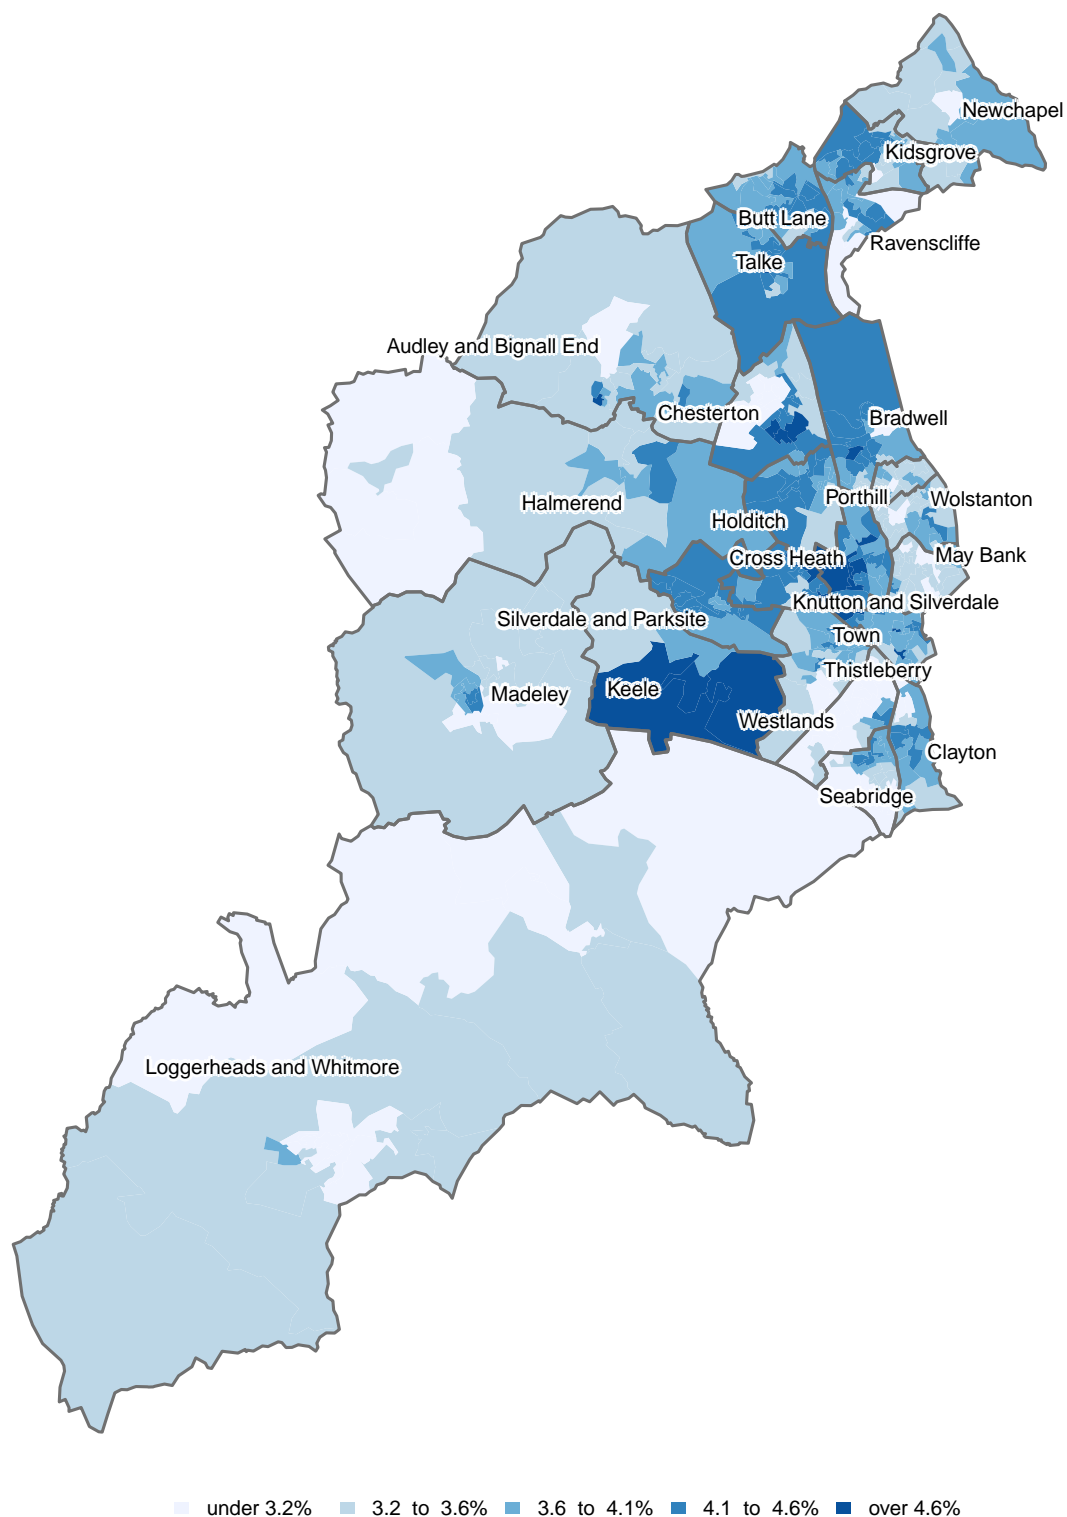 Newchapel
Kidsgrove
Butt Lane
Ravenscliffe
Talke
Audley and Bignall End
Chesterton
Bradwell
Halmerend
Porthill
Wolstanton
Holditch
Cross Heath
May Bank
Knutton and Silverdale
Silverdale and Parksite
Town
Thistleberry
Madeley
Keele
Westlands
Clayton
Seabridge
Loggerheads and Whitmore
under 3.2% 3.2 to 3.6% 3.6 to 4.1% 4.1 to 4.6% over 4.6%